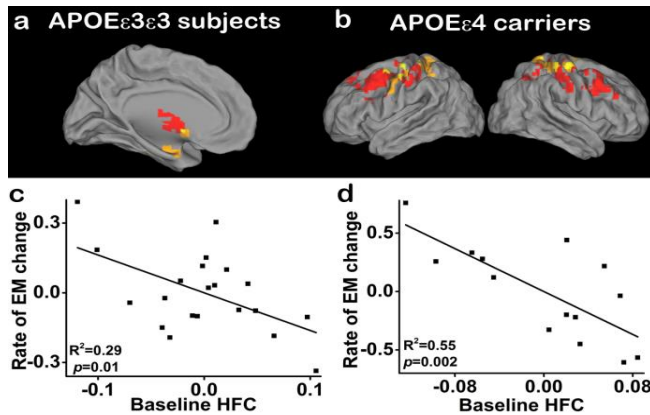 a APOEε3ε3 subjects
b APOEε4 carriers
c
Rate of EM change
0.3
0.0
-0.3
R²=0.29
p=0.01
-0.1 0.0 0.1
Baseline HFC
d
Rate of EM change
0.5
0.0
-0.5
R²=0.55
p=0.002
-0.08 0.00 0.08
Baseline HFC